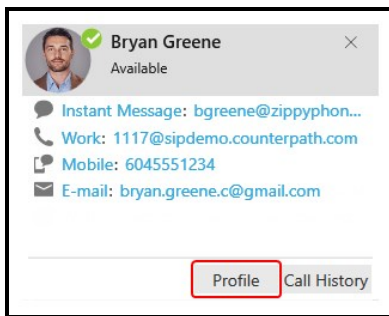 Bryan Greene
Available
Instant Message: bgreene@zippyphon...
Work: 1117@sipdemo.counterpath.com
Mobile: 6045551234
E-mail: bryan.greene.c@gmail.com
Profile Call History